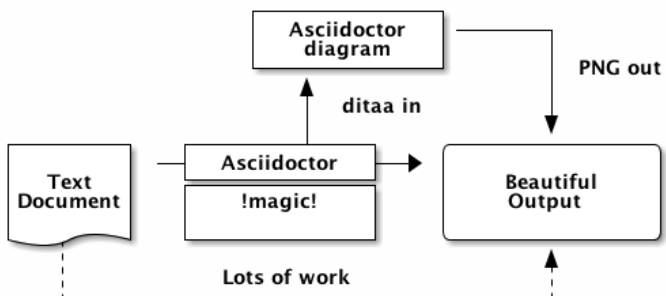 Asciidoctor
diagram
PNG out
ditaa in
Text
Document
Asciidoctor
!magic!
Beautiful
Output
Lots of work